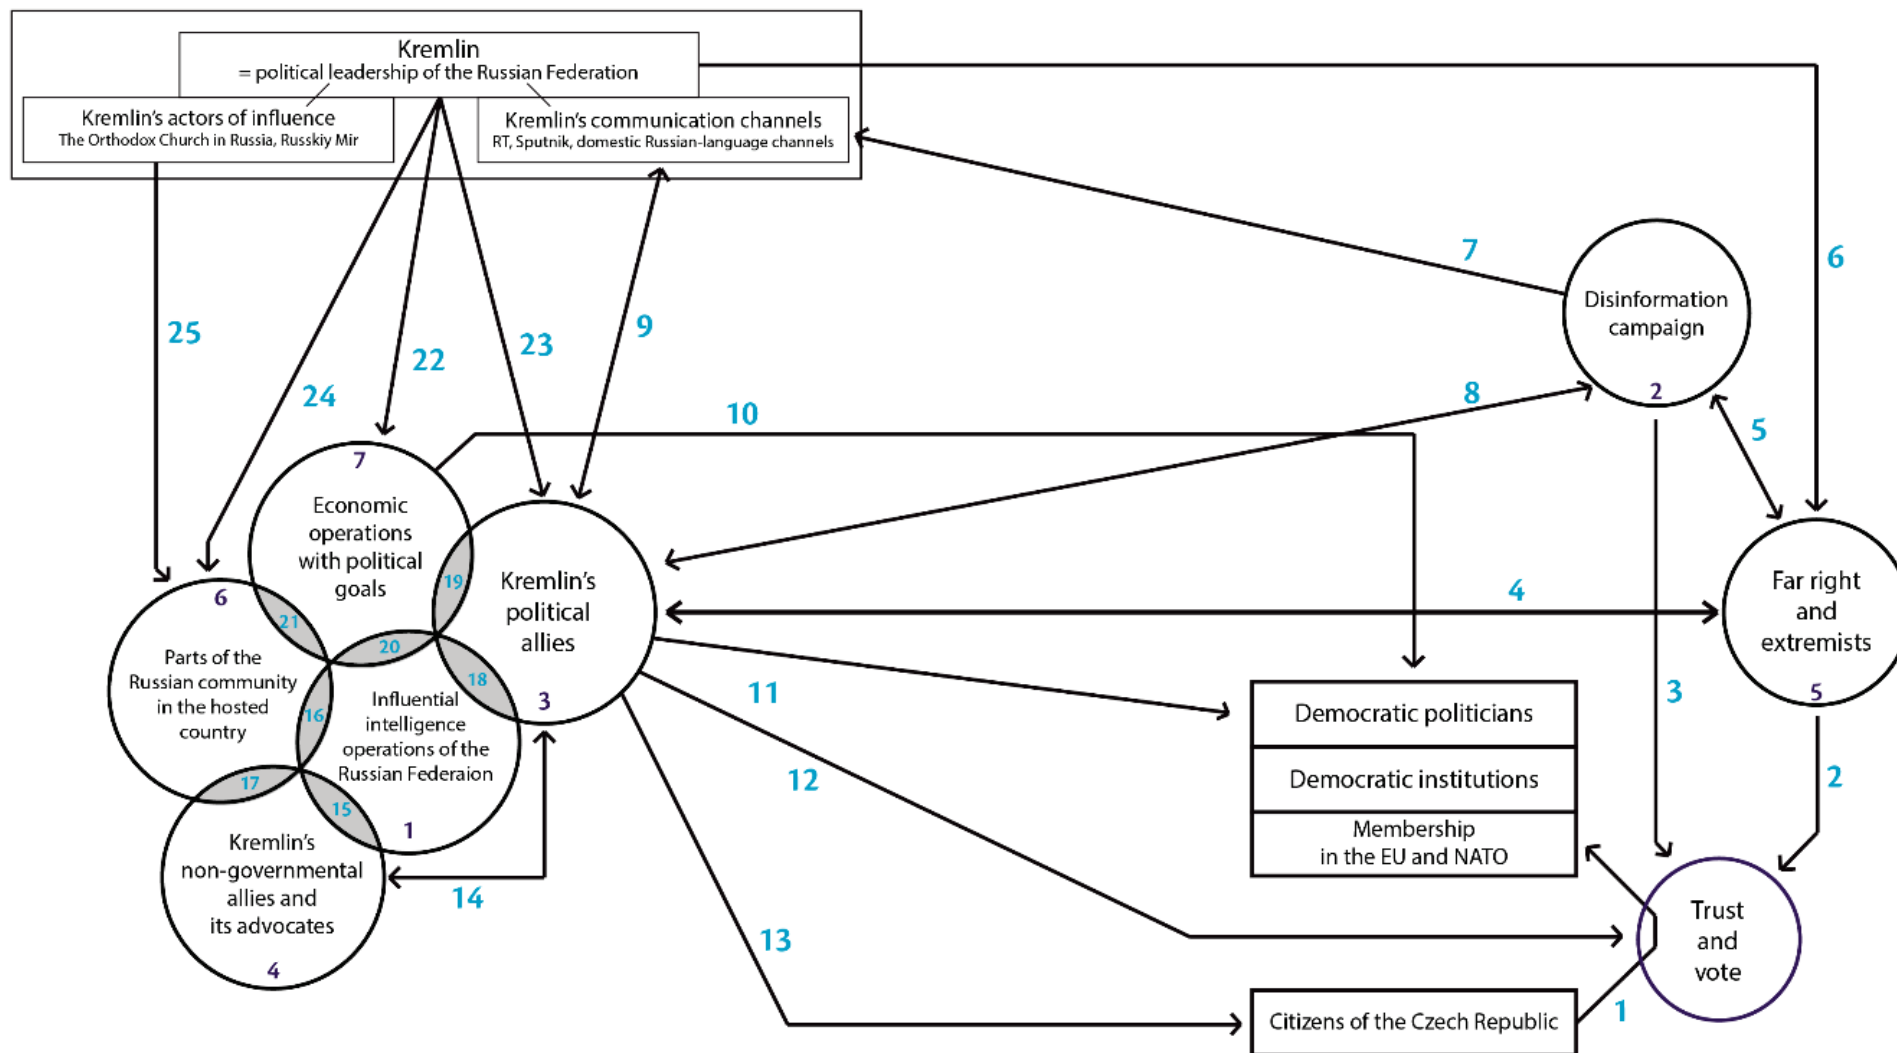 Kremlin
= political leadership of the Russian Federation
Kremlin's actors of influence
The Orthodox Church in Russia, Russkiy Mir
Kremlin's communication channels
RT, Sputnik, domestic Russian-language channels
7
6
Disinformation
campaign
2
25
24
22
23
9
10
8
5
7
Economic
operations
with political
goals
19
Kremlin's
political
allies
3
4
Far right
and
extremists
5
6
21
20
18
Parts of the
Russian community
in the hosted
country
16
Influential
intelligence
operations of the
Russian Federaion
1
17
15
Kremlin's
non-governmental
allies and
its advocates
4
14
11
12
13
3
2
Democratic politicians
Democratic institutions
Membership
in the EU and NATO
Trust
and
vote
Citizens of the Czech Republic
1